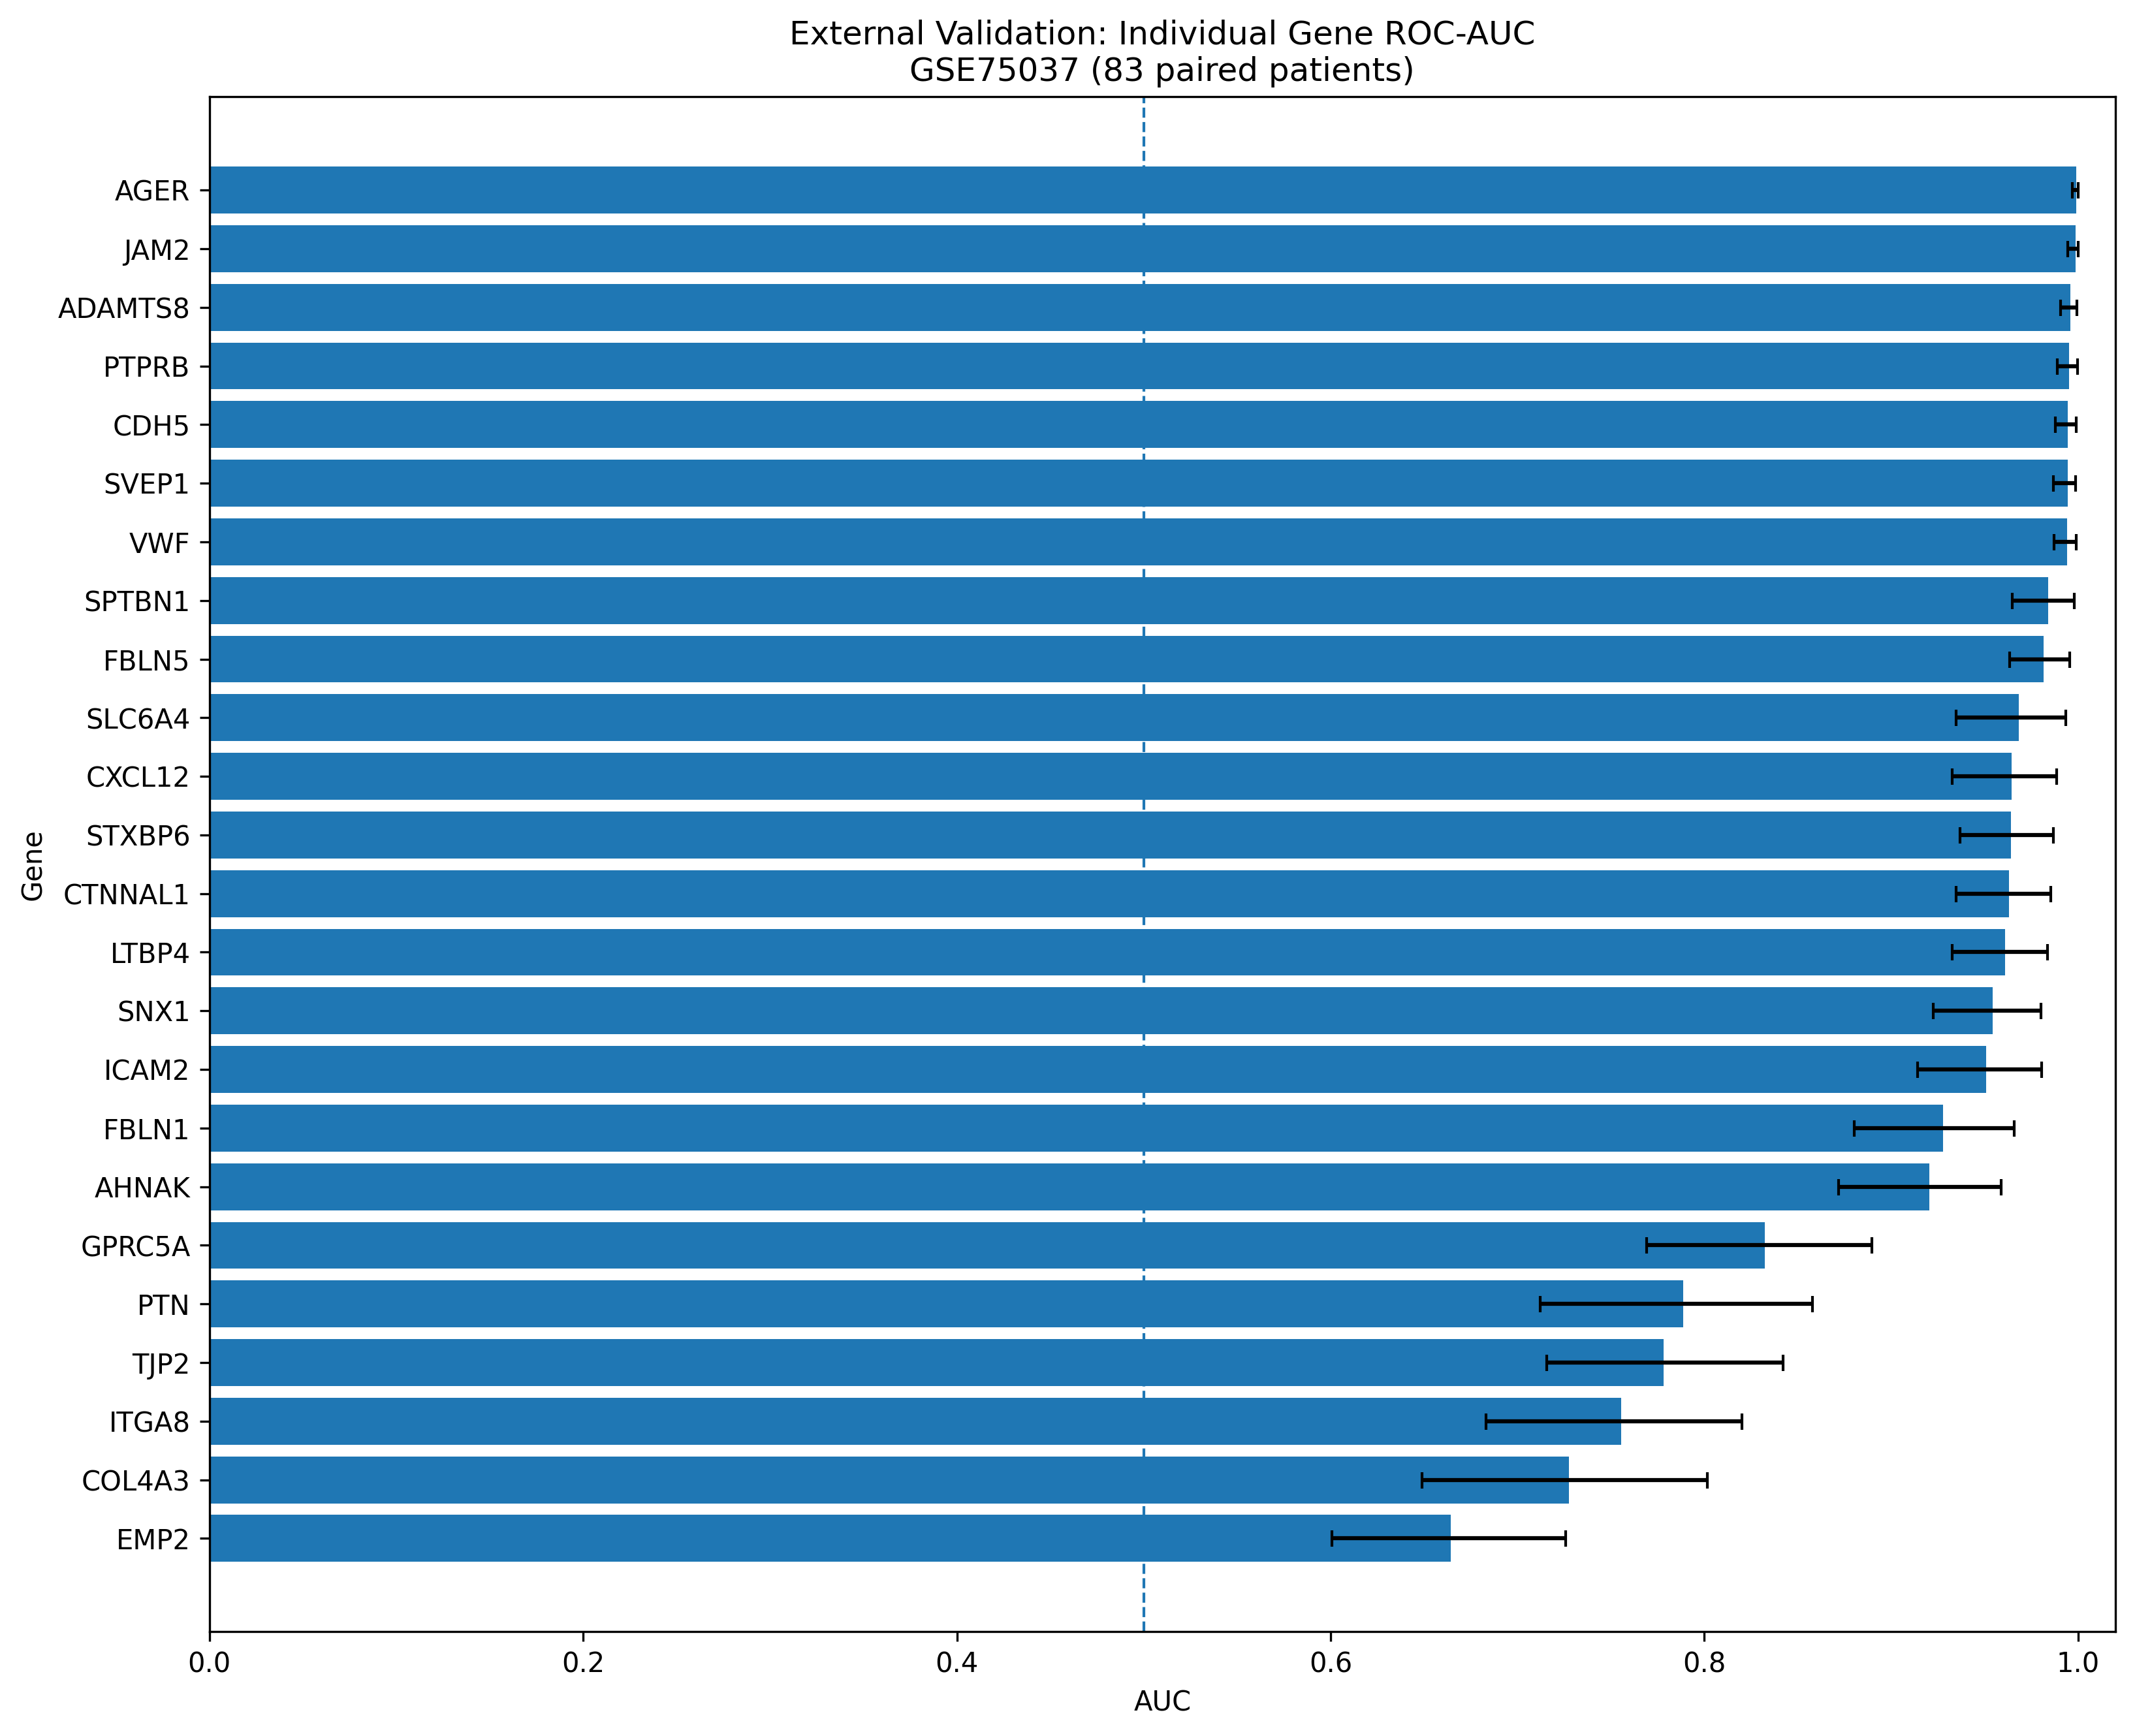 External Validation: Individual Gene ROC-AUC
GSE75037 (83 paired patients)
Gene
AGER
JAM2
ADAMTS8
PTPRB
CDH5
SVEP1
VWF
SPTBN1
FBLN5
SLC6A4
CXCL12
STXBP6
CTNNAL1
LTBP4
SNX1
ICAM2
FBLN1
AHNAK
GPRC5A
PTN
TJP2
ITGA8
COL4A3
EMP2
0.0 0.2 0.4 0.6 0.8 1.0
AUC